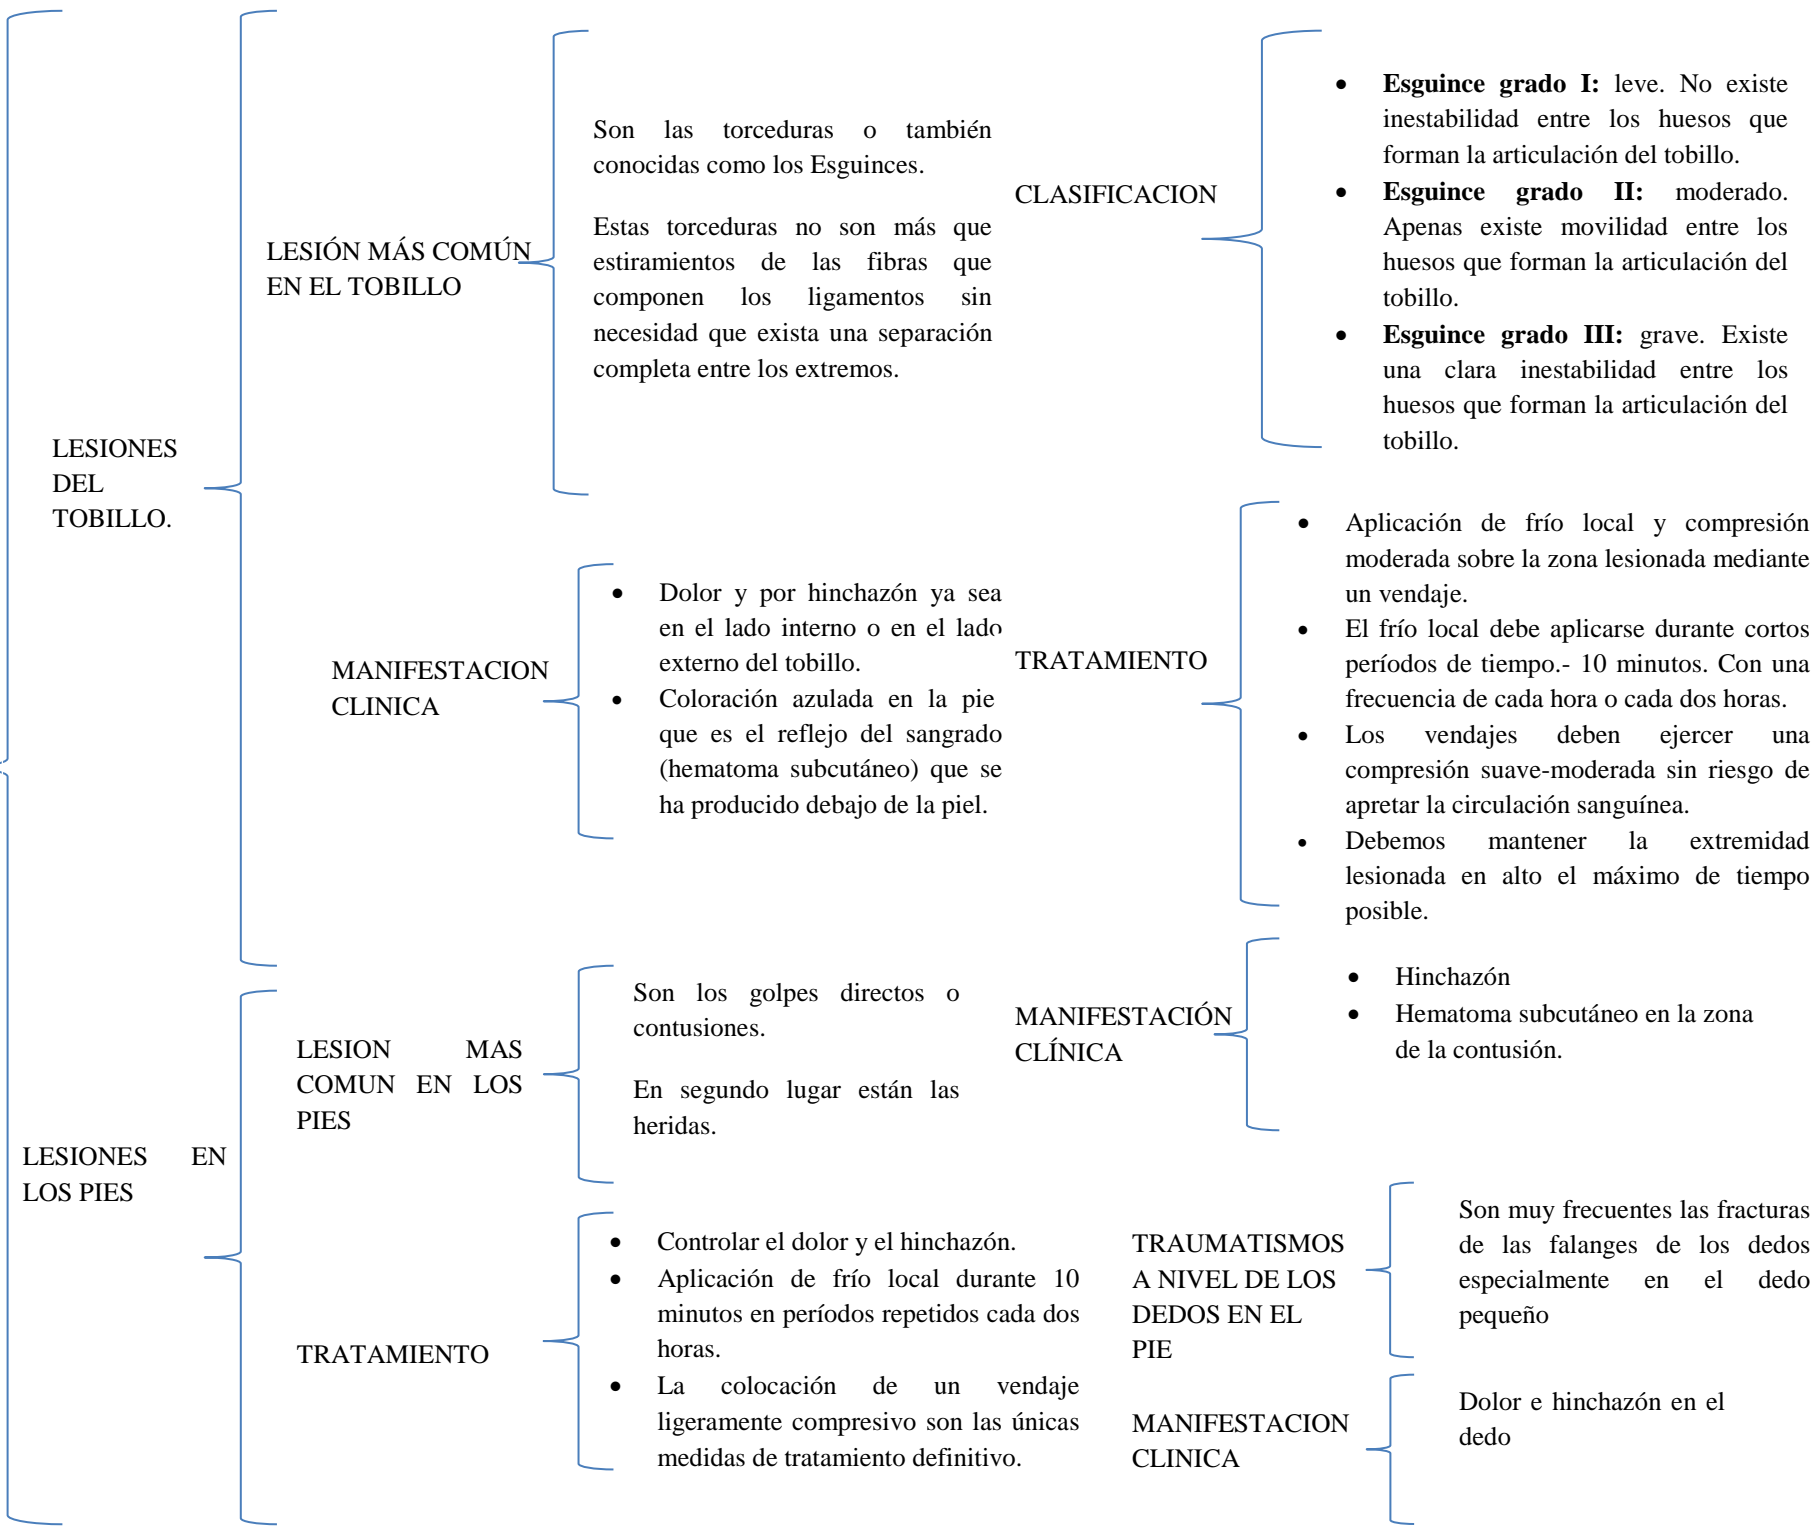 LESIONES
DEL
TOBILLO.
LESIÓN MÁS COMÚN
EN EL TOBILLO
Son las torceduras o también
conocidas como los Esguinces.
Estas torceduras no son más que
estiramientos de las fibras que
componen los ligamentos sin
necesidad que exista una separación
completa entre los extremos.
CLASIFICACION
• Esguince grado I: leve. No existe
inestabilidad entre los huesos que
forman la articulación del tobillo.
• Esguince grado II: moderado.
Apenas existe movilidad entre los
huesos que forman la articulación del
tobillo.
• Esguince grado III: grave. Existe
una clara inestabilidad entre los
huesos que forman la articulación del
tobillo.
MANIFESTACION
CLINICA
• Dolor y por hinchazón ya sea
en el lado interno o en el lado
externo del tobillo.
• Coloración azulada en la pie
que es el reflejo del sangrado
(hematoma subcutáneo) que se
ha producido debajo de la piel.
TRATAMIENTO
• Aplicación de frío local y compresión
moderada sobre la zona lesionada mediante
un vendaje.
• El frío local debe aplicarse durante cortos
períodos de tiempo.- 10 minutos. Con una
frecuencia de cada hora o cada dos horas.
• Los vendajes deben ejercer una
compresión suave-moderada sin riesgo de
apretar la circulación sanguínea.
• Debemos mantener la extremidad
lesionada en alto el máximo de tiempo
posible.
LESIONES EN
LOS PIES
LESION MAS
COMUN EN LOS
PIES
Son los golpes directos o
contusiones.
En segundo lugar están las
heridas.
MANIFESTACIÓN
CLÍNICA
• Hinchazón
• Hematoma subcutáneo en la zona
de la contusión.
TRATAMIENTO
• Controlar el dolor y el hinchazón.
• Aplicación de frío local durante 10
minutos en períodos repetidos cada dos
horas.
• La colocación de un vendaje
ligeramente compresivo son las únicas
medidas de tratamiento definitivo.
TRAUMATISMOS
A NIVEL DE LOS
DEDOS EN EL
PIE
Son muy frecuentes las fracturas
de las falanges de los dedos
especialmente en el dedo
pequeño
MANIFESTACION
CLINICA
Dolor e hinchazón en el
dedo